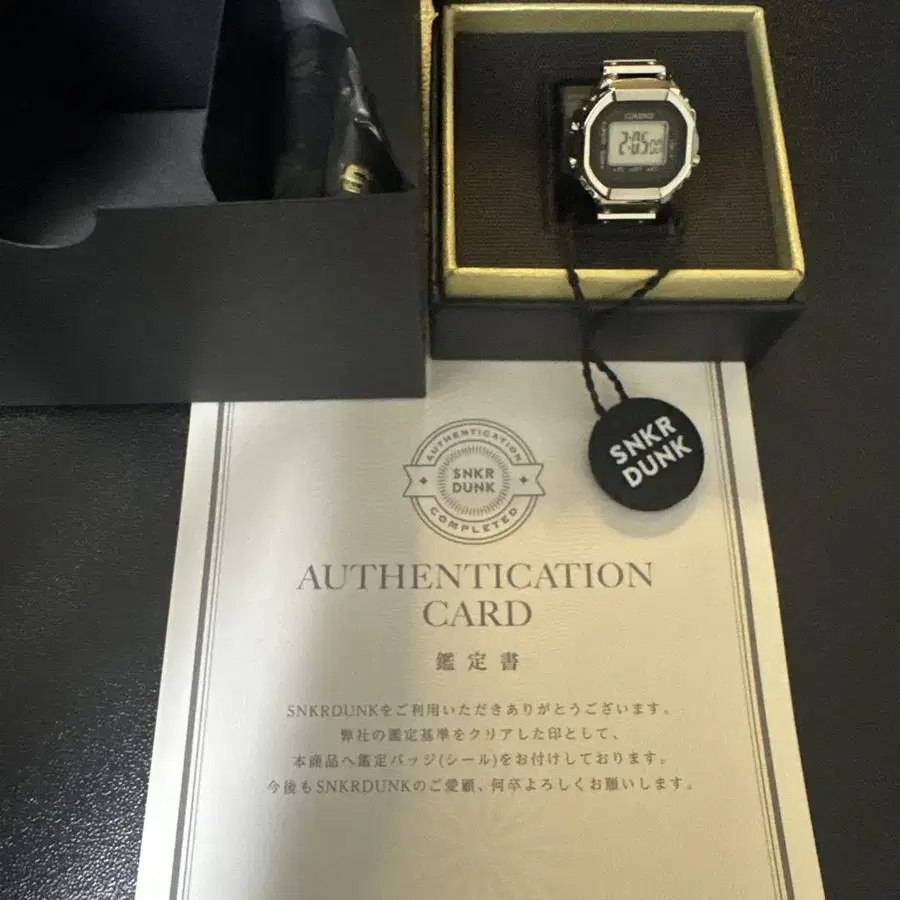 CASIO
2:05 00
SNKR
DUNK
AUTHENTICATION
SNKR
DUNK
COMPLETED
AUTHENTICATION
CARD
鑑定書
SNKRDUNKをご利用いただきありがとうございます。
弊社の鑑定基準をクリアした印として、
本商品へ鑑定バッジ(シール)をお付けしております。
今後もSNKRDUNKのご愛顧、何卒よろしくお願いします。